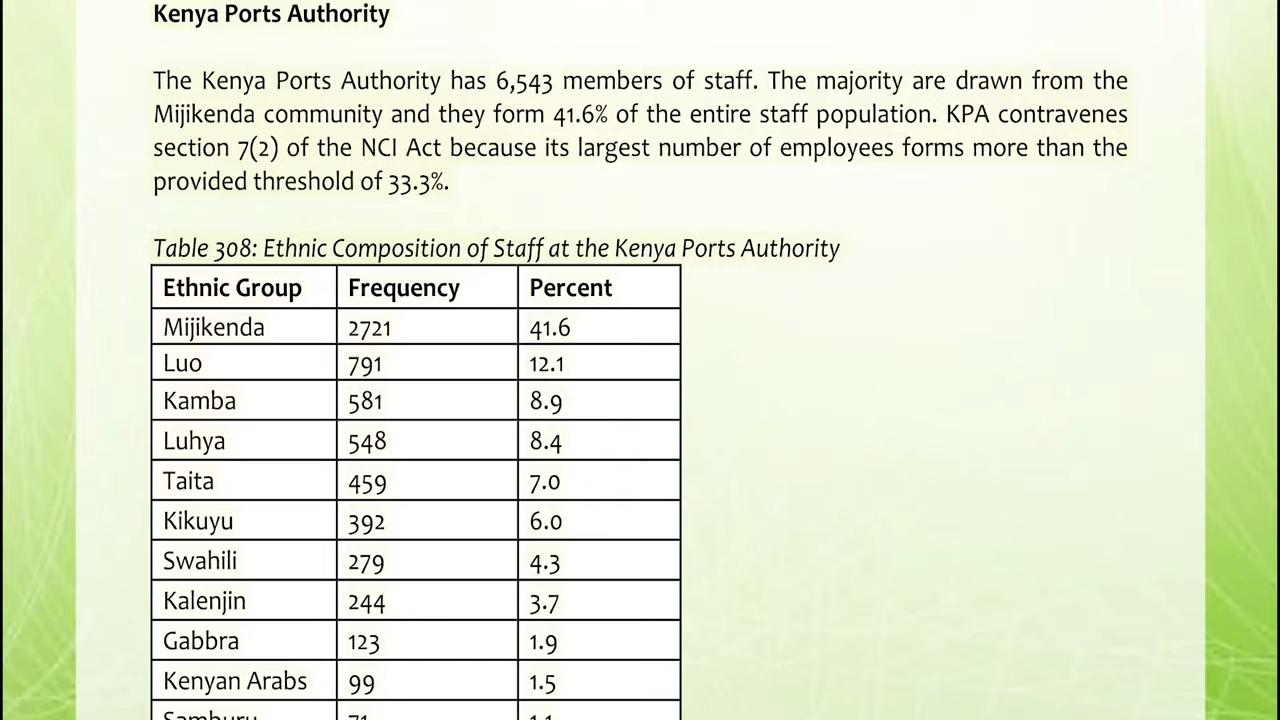 Kenya Ports Authority
The Kenya Ports Authority has 6,543 members of staff. The majority are drawn from the
Mijikenda community and they form 41.6% of the entire staff population. KPA contravenes
section 7(2) of the NCI Act because its largest number of employees forms more than the
provided threshold of 33.3%.
Table 308: Ethnic Composition of Staff at the Kenya Ports Authority
Ethnic Group Frequency Percent
Mijikenda 2721 41.6
Luo 791 12.1
Kamba 581 8.9
Luhya 548 8.4
Taita 459 7.0
Kikuyu 392 6.0
Swahili 279 4.3
Kalenjin 244 3.7
Gabbra 123 1.9
Kenyan Arabs 99 1.5
Samburu 71 1.1